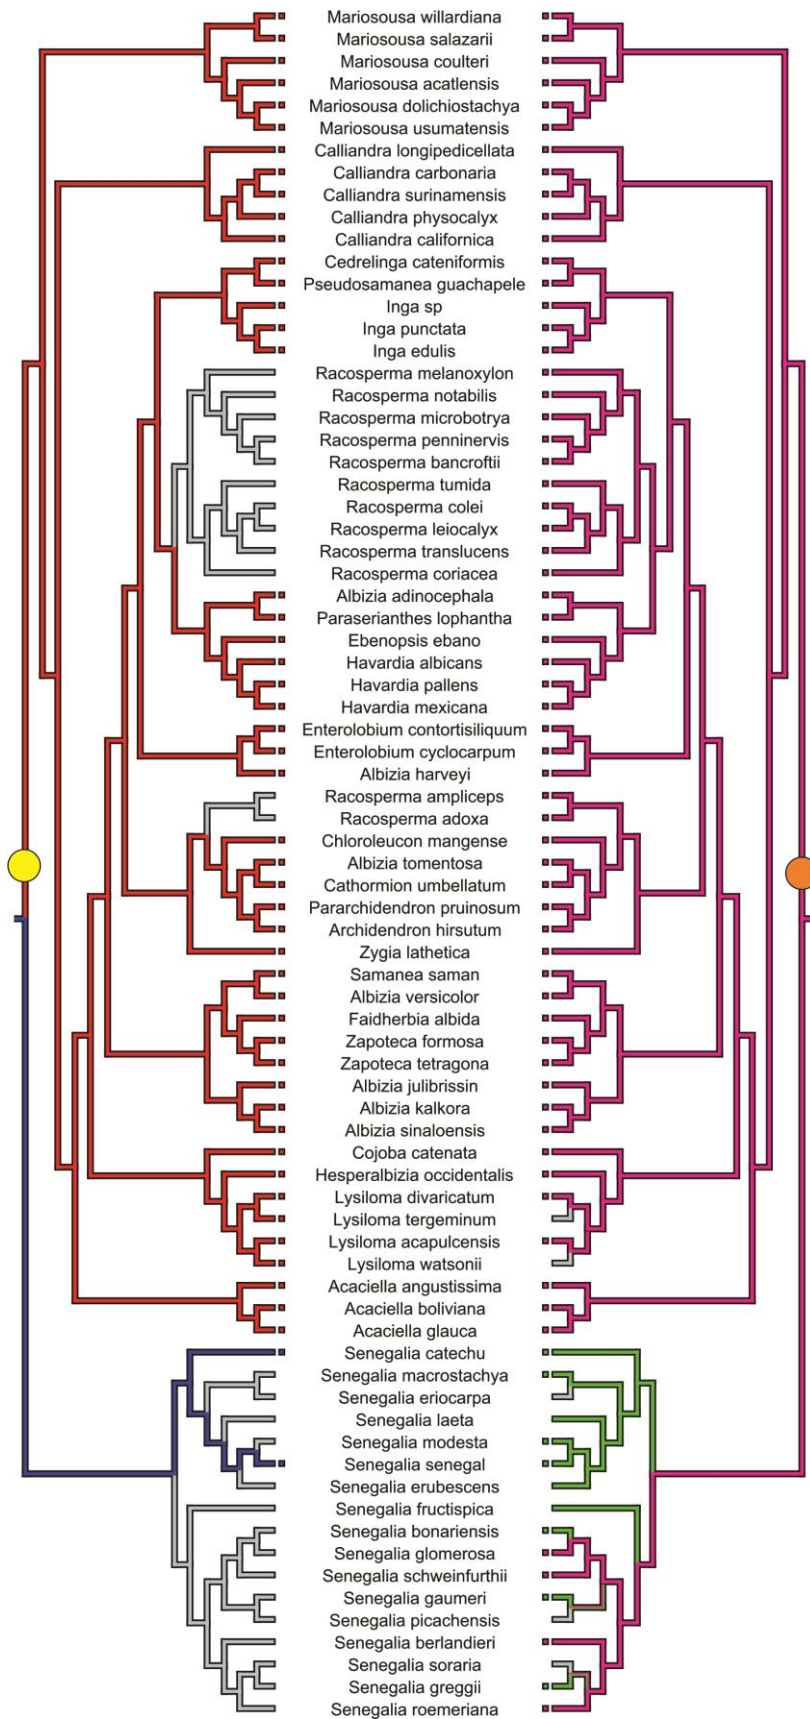 Mariosousa willardiana
Mariosousa salazarii
Mariosousa coulteri
Mariosousa acatlensis
Mariosousa dolichostachya
Mariosousa usumatensis
Calliandra longipedicellata
Calliandra carbonaria
Calliandra surinamensis
Calliandra physocalyx
Calliandra californica
Cedrelinga cateniformis
Pseudosamanea guachapele
Inga sp
Inga punctata
Inga edulis
Racosperma melanoxylon
Racosperma notabilis
Racosperma microbotrya
Racosperma penninervis
Racosperma bancroftii
Racosperma tumida
Racosperma colei
Racosperma leiocalyx
Racosperma translucens
Racosperma coriacea
Albizia adinocephala
Paraserianthes lophantha
Ebenopsis ebano
Havardia albicans
Havardia pallens
Havardia mexicana
Enterolobium contortisiliquum
Enterolobium cyclocarpum
Albizia harveyi
Racosperma ampliceps
Racosperma adoxa
Chloroleucon mangense
Albizia tomentosa
Cathormion umbellatum
Pararchidendron pruinosum
Archidendron hirsutum
Zygia lathetica
Samanea saman
Albizia versicolor
Faidherbia albida
Zapoteca formosa
Zapoteca tetragona
Albizia julibrissin
Albizia kalkora
Albizia sinaloensis
Cojoba catenata
Hesperalbizia occidentalis
Lysiloma divaricatum
Lysiloma tergeminum
Lysiloma acapulcensis
Lysiloma watsonii
Acaciella angustissima
Acaciella boliviana
Acaciella glauca
Senegalia catechu
Senegalia macrostachya
Senegalia eriocarpa
Senegalia laeta
Senegalia modesta
Senegalia senegal
Senegalia erubescens
Senegalia fructispica
Senegalia bonariensis
Senegalia glomerosa
Senegalia schweinfurthii
Senegalia gaumeri
Senegalia picachensis
Senegalia berlandieri
Senegalia soraria
Senegalia greggii
Senegalia roemeriana